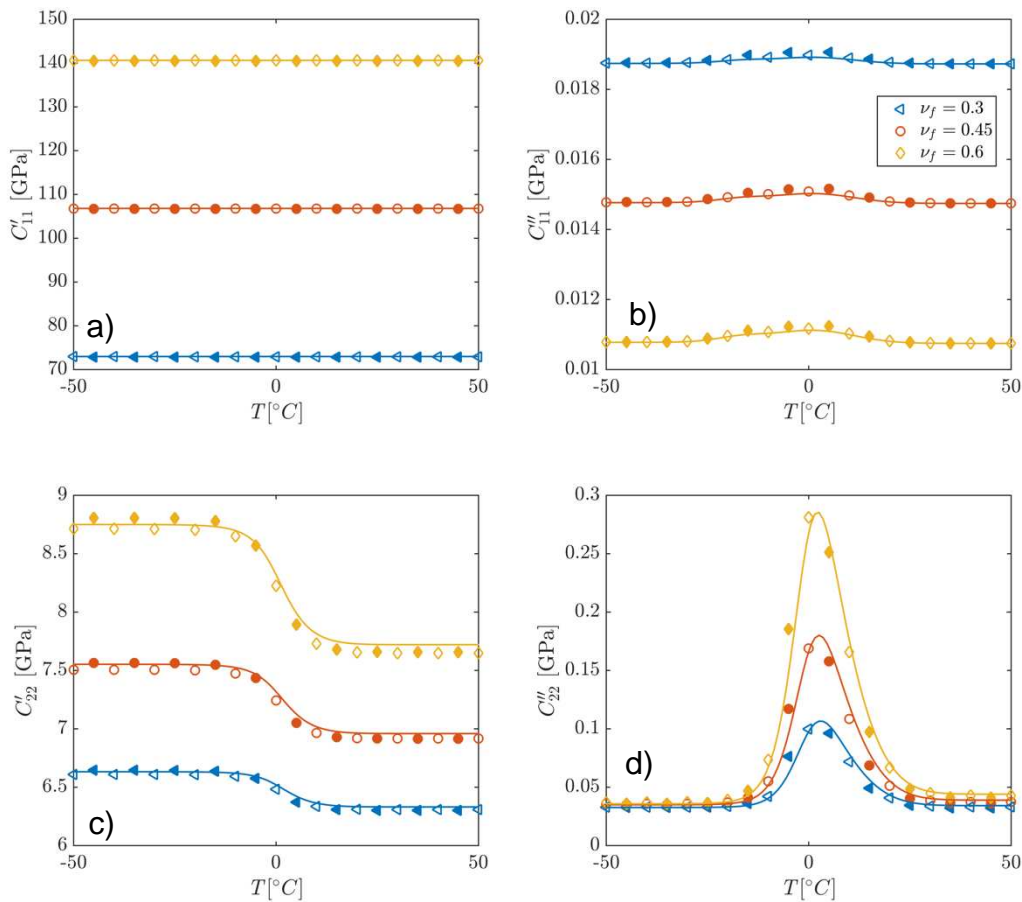 150
140
130
120
110
100
90
80
70
C′11 [GPa]
a)
-50 0 50
T[°C]
0.02
0.018
0.016
0.014
0.012
0.01
C″11 [GPa]
νf = 0.3
νf = 0.45
νf = 0.6
b)
-50 0 50
T[°C]
9
8.5
8
7.5
7
6.5
6
C′22 [GPa]
c)
-50 0 50
T[°C]
0.3
0.25
0.2
0.15
0.1
0.05
0
C″22 [GPa]
d)
-50 0 50
T[°C]